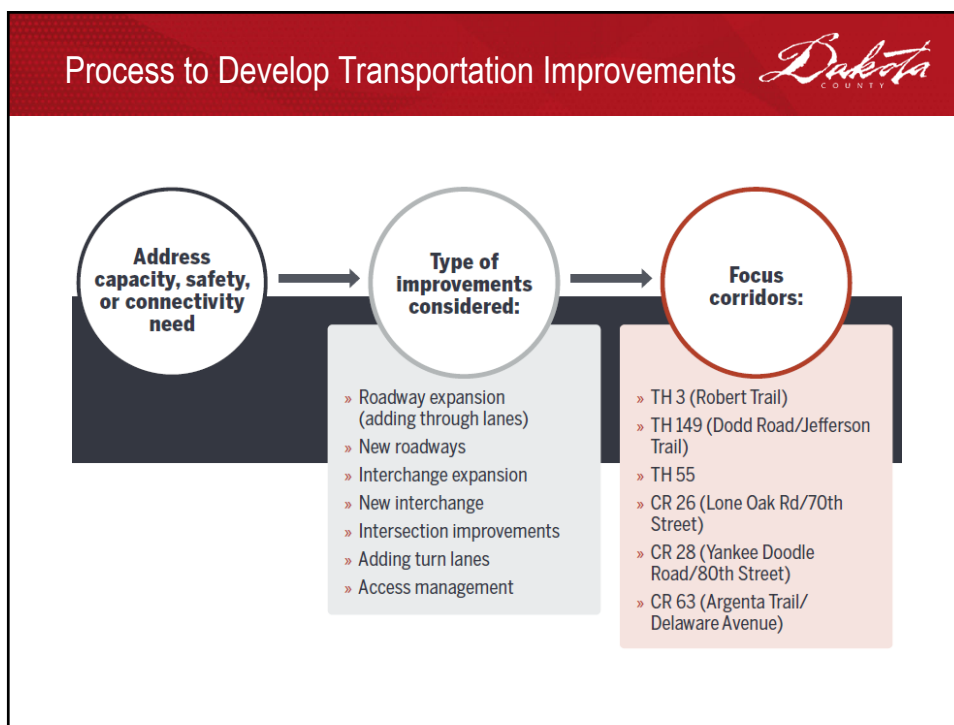 Process to Develop Transportation Improvements
Dakota
COUNTY
Address
capacity, safety,
or connectivity
need
Type of
improvements
considered:
» Roadway expansion
(adding through lanes)
» New roadways
» Interchange expansion
» New interchange
» Intersection improvements
» Adding turn lanes
» Access management
Focus
corridors:
» TH 3 (Robert Trail)
» TH 149 (Dodd Road/Jefferson
Trail)
» TH 55
» CR 26 (Lone Oak Rd/70th
Street)
» CR 28 (Yankee Doodle
Road/80th Street)
» CR 63 (Argenta Trail/
Delaware Avenue)